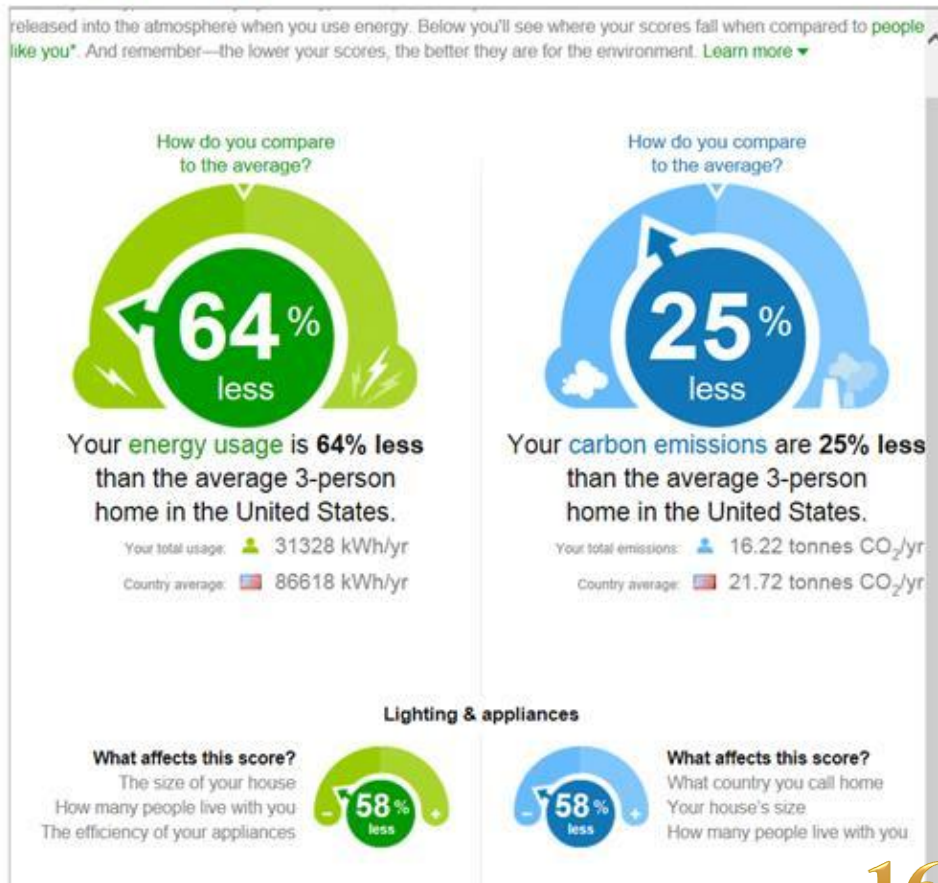 released into the atmosphere when you use energy. Below you'll see where your scores fall when compared to people
like you*. And remember—the lower your scores, the better they are for the environment. Learn more
How do you compare
to the average?
64%
less
Your energy usage is 64% less
than the average 3-person
home in the United States.
Your total usage: 31328 kWh/yr
Country average: 86618 kWh/yr
How do you compare
to the average?
25%
less
Your carbon emissions are 25% less
than the average 3-person
home in the United States.
Your total emissions: 16.22 tonnes CO2/yr
Country average: 21.72 tonnes CO2/yr
Lighting & appliances
What affects this score?
The size of your house
How many people live with you
The efficiency of your appliances
58%
less
- +
58%
less
- +
What affects this score?
What country you call home
Your house's size
How many people live with you